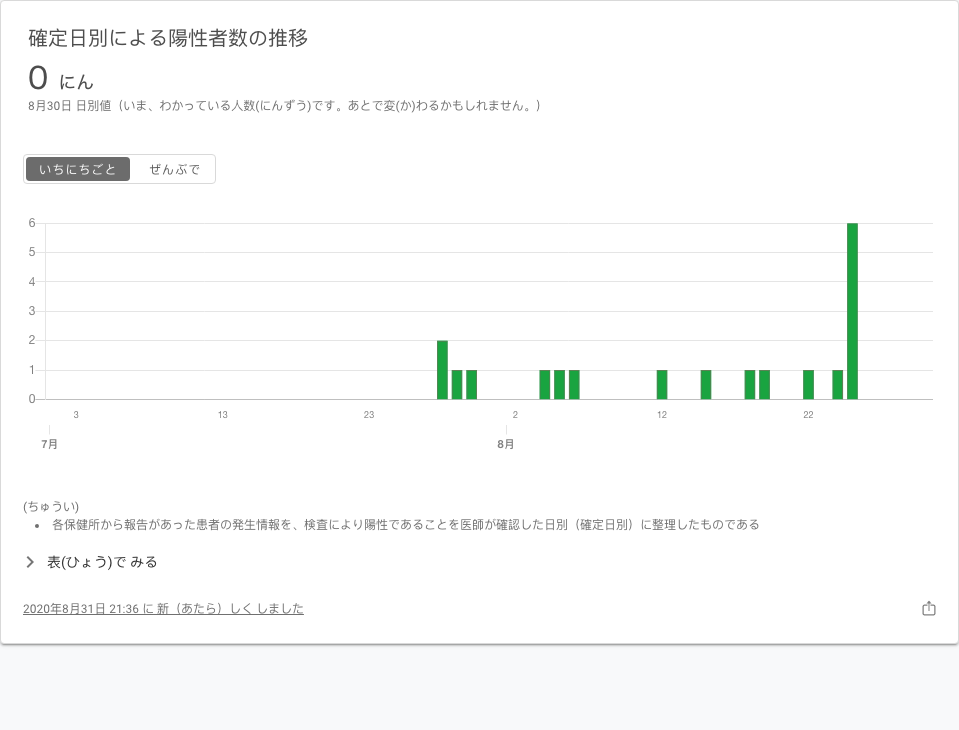 確定日別による陽性者数の推移
0 にん
8月30日 日別値（いま、わかっている人数(にんずう)です。あとで変(か)わるかもしれません。）
いちにちごと ぜんぶで
6
5
4
3
2
1
0
3 13 23 2 12 22
7月 8月
(ちゅうい)
• 各保健所から報告があった患者の発生情報を、検査により陽性であることを医師が確認した日別（確定日別）に整理したものである
表(ひょう)で みる
2020年8月31日 21:36 に 新（あたら）しく しました